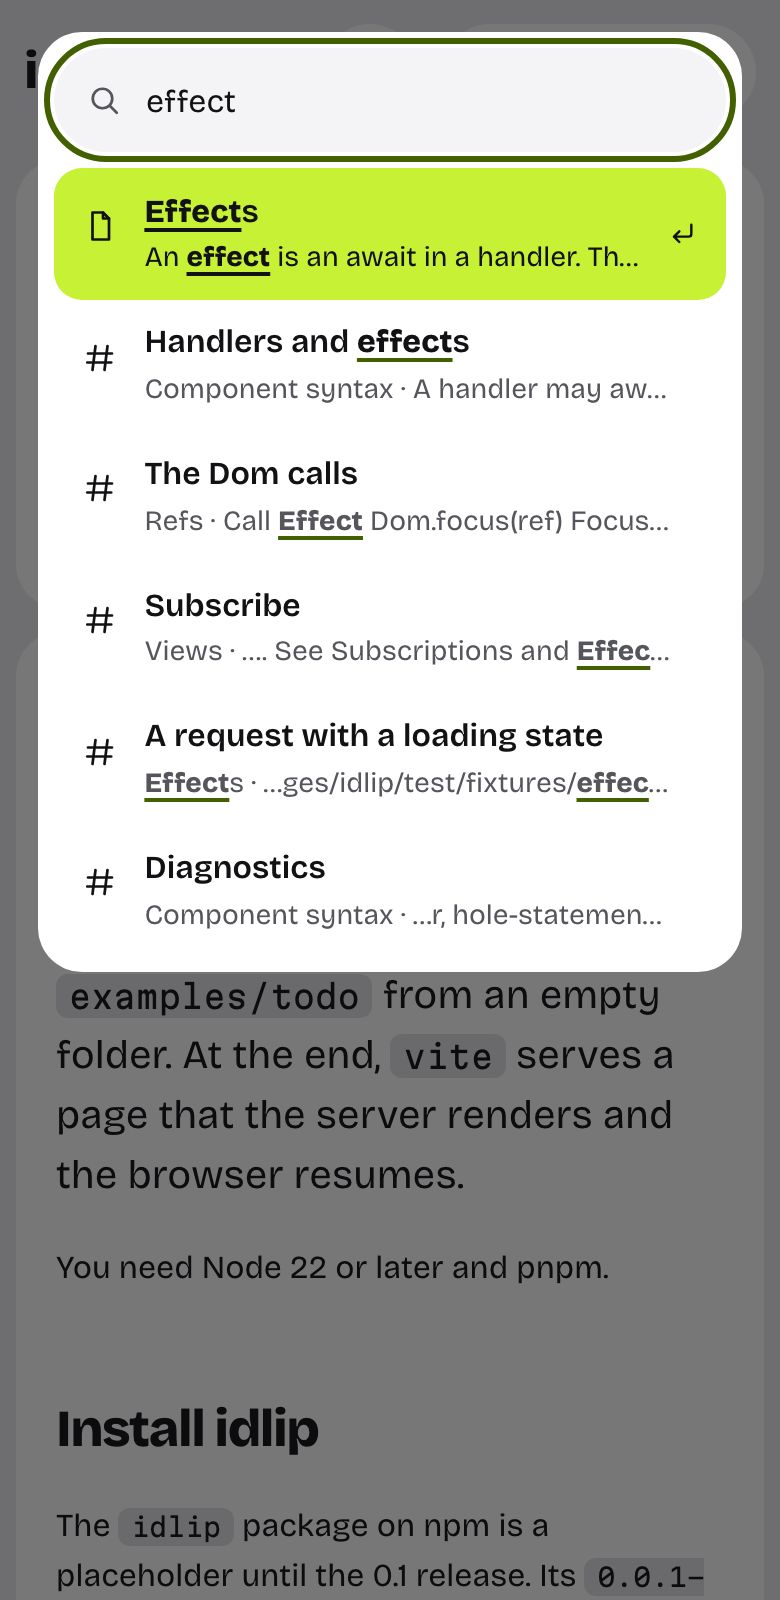 effect
Effects
An effect is an await in a handler. Th...
Handlers and effects
Component syntax · A handler may aw...
The Dom calls
Refs · Call Effect Dom.focus(ref) Focus...
Subscribe
Views · .... See Subscriptions and Effec...
A request with a loading state
Effects · ...ges/idlip/test/fixtures/effec...
Diagnostics
Component syntax · ...r, hole-statemen...
examples/todo from an empty
folder. At the end, vite serves a
page that the server renders and
the browser resumes.
You need Node 22 or later and pnpm.
Install idlip
The idlip package on npm is a
placeholder until the 0.1 release. Its 0.0.1-